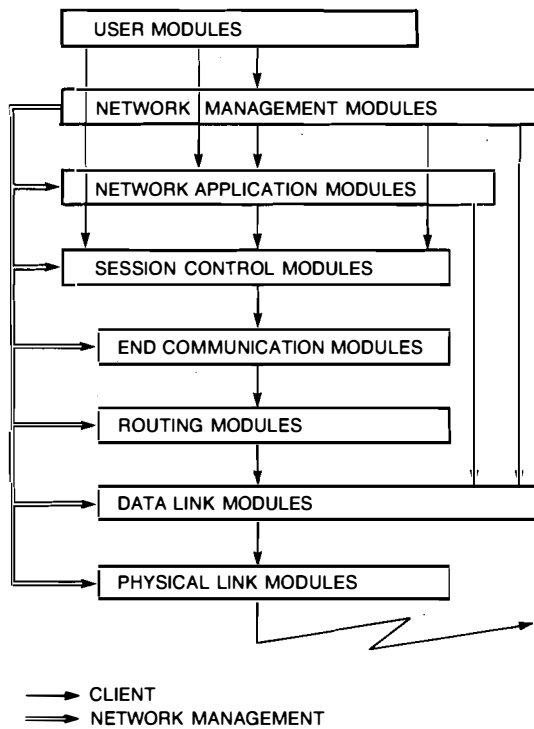 USER MODULES
NETWORK MANAGEMENT MODULES
NETWORK APPLICATION MODULES
SESSION CONTROL MODULES
END COMMUNICATION MODULES
ROUTING MODULES
DATA LINK MODULES
PHYSICAL LINK MODULES
CLIENT
NETWORK MANAGEMENT